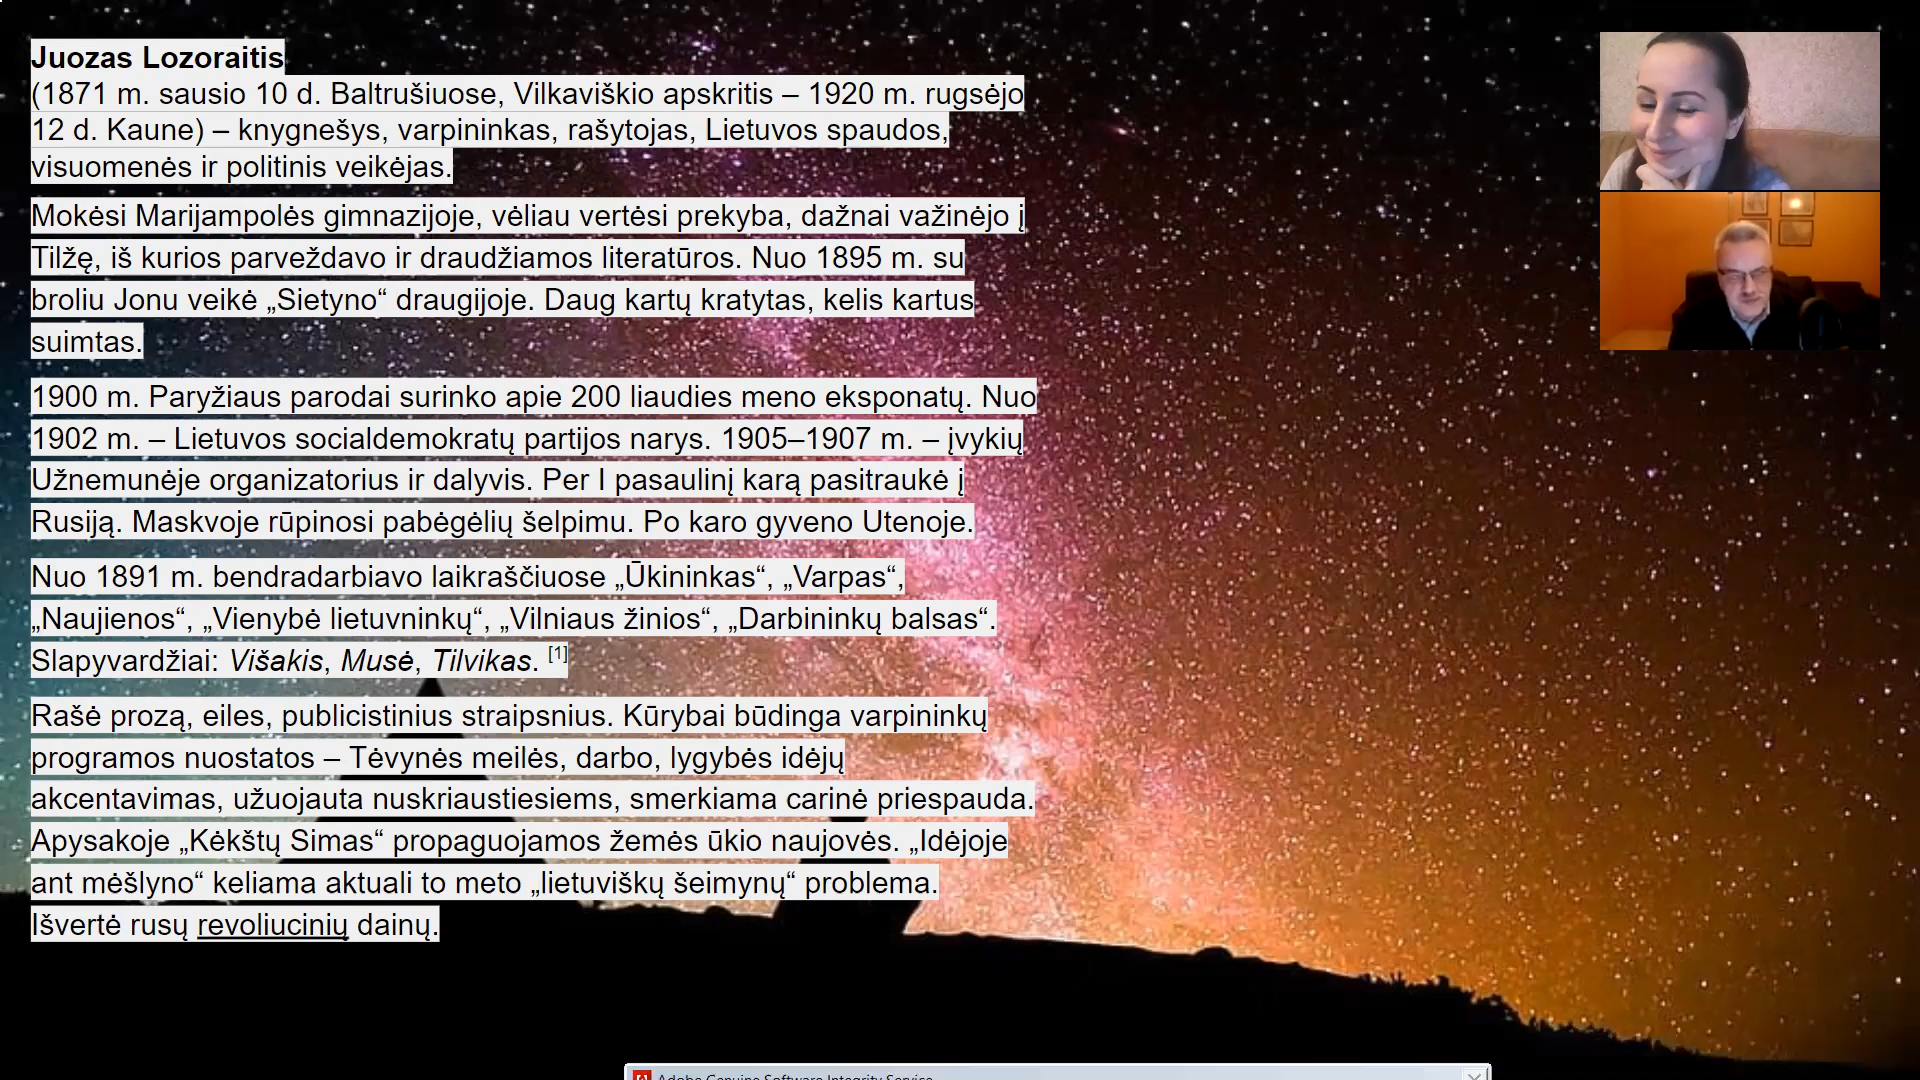 Juozas Lozoraitis
(1871 m. sausio 10 d. Baltrušiuose, Vilkaviškio apskritis – 1920 m. rugsėjo
12 d. Kaune) – knygnešys, varpininkas, rašytojas, Lietuvos spaudos,
visuomenės ir politinis veikėjas.
Mokėsi Marijampolės gimnazijoje, vėliau vertėsi prekyba, dažnai važinėjo į
Tilžę, iš kurios parveždavo ir draudžiamos literatūros. Nuo 1895 m. su
broliu Jonu veikė „Sietyno“ draugijoje. Daug kartų kratytas, kelis kartus
suimtas.
1900 m. Paryžiaus parodai surinko apie 200 liaudies meno eksponatų. Nuo
1902 m. – Lietuvos socialdemokratų partijos narys. 1905–1907 m. – įvykių
Užnemunėje organizatorius ir dalyvis. Per I pasaulinį karą pasitraukė į
Rusiją. Maskvoje rūpinosi pabėgėlių šelpimu. Po karo gyveno Utenoje.
Nuo 1891 m. bendradarbiavo laikraščiuose „Ūkininkas“, „Varpas“,
„Naujienos“, „Vienybė lietuvninkų“, „Vilniaus žinios“, „Darbininkų balsas“.
Slapyvardžiai: Višakis, Musė, Tilvikas. [1]
Rašė prozą, eiles, publicistinius straipsnius. Kūrybai būdinga varpininkų
programos nuostatos – Tėvynės meilės, darbo, lygybės idėjų
akcentavimas, užuojauta nuskriaustiesiems, smerkiama carinė priespauda.
Apysakoje „Kėkštų Simas“ propaguojamos žemės ūkio naujovės. „Idėjoje
ant mėšlyno“ keliama aktuali to meto „lietuviškų šeimynų“ problema.
Išvertė rusų revoliucinių dainų.
Adobe Genuine Software Integrity Service